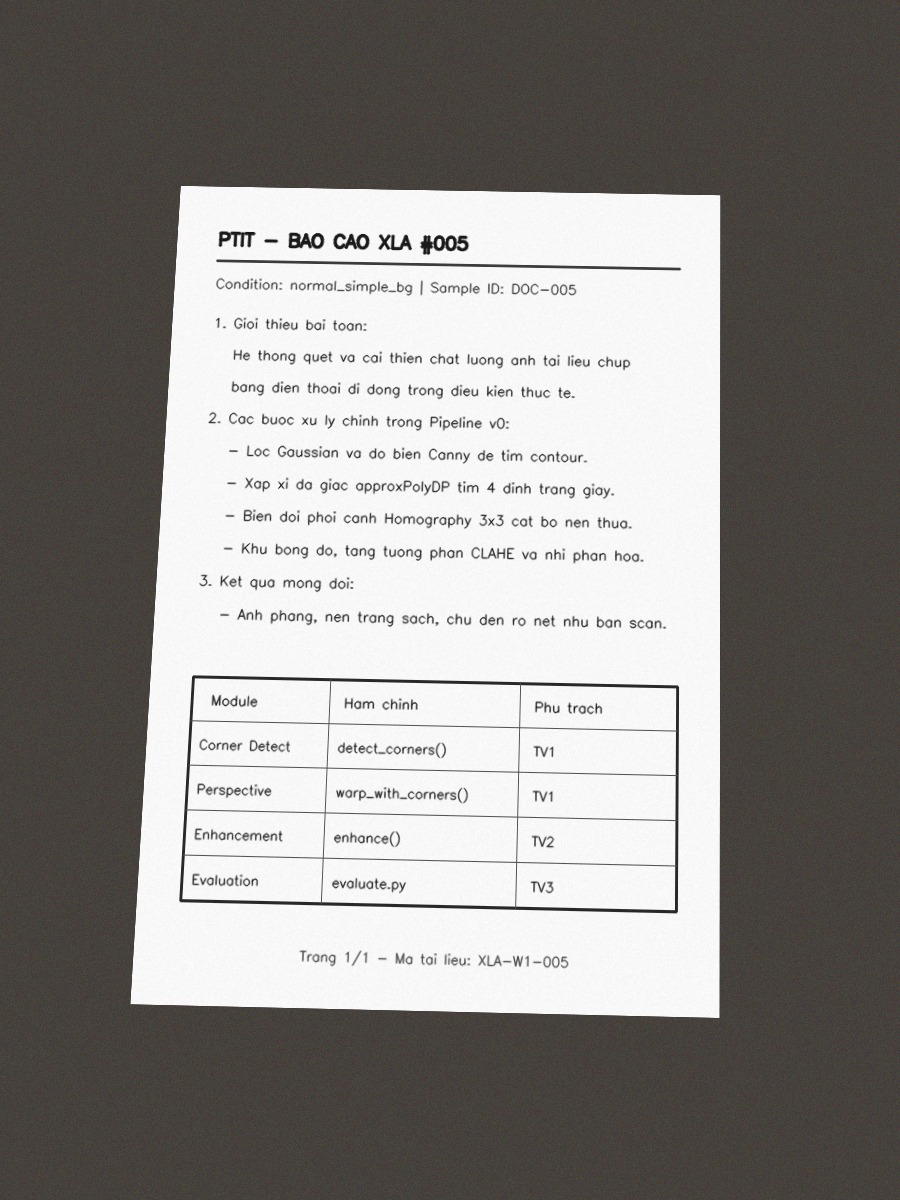 PTIT - BAO CAO XLA #005
Condition: normal_simple_bg | Sample ID: DOC-005
1. Gioi thieu bai toan:
He thong quet va cai thien chat luong anh tai lieu chup
bang dien thoai di dong trong dieu kien thuc te.
2. Cac buoc xu ly chinh trong Pipeline v0:
- Loc Gaussian va do bien Canny de tim contour.
- Xap xi da giac approxPolyDP tim 4 dinh trang giay.
- Bien doi phoi canh Homography 3x3 cat bo nen thua.
- Khu bong do, tang tuong phan CLAHE va nhi phan hoa.
3. Ket qua mong doi:
- Anh phang, nen trang sach, chu den ro net nhu ban scan.
Module Ham chinh Phu trach
Corner Detect detect_corners() TV1
Perspective warp_with_corners() TV1
Enhancement enhance() TV2
Evaluation evaluate.py TV3
Trang 1/1 - Ma tai lieu: XLA-W1-005